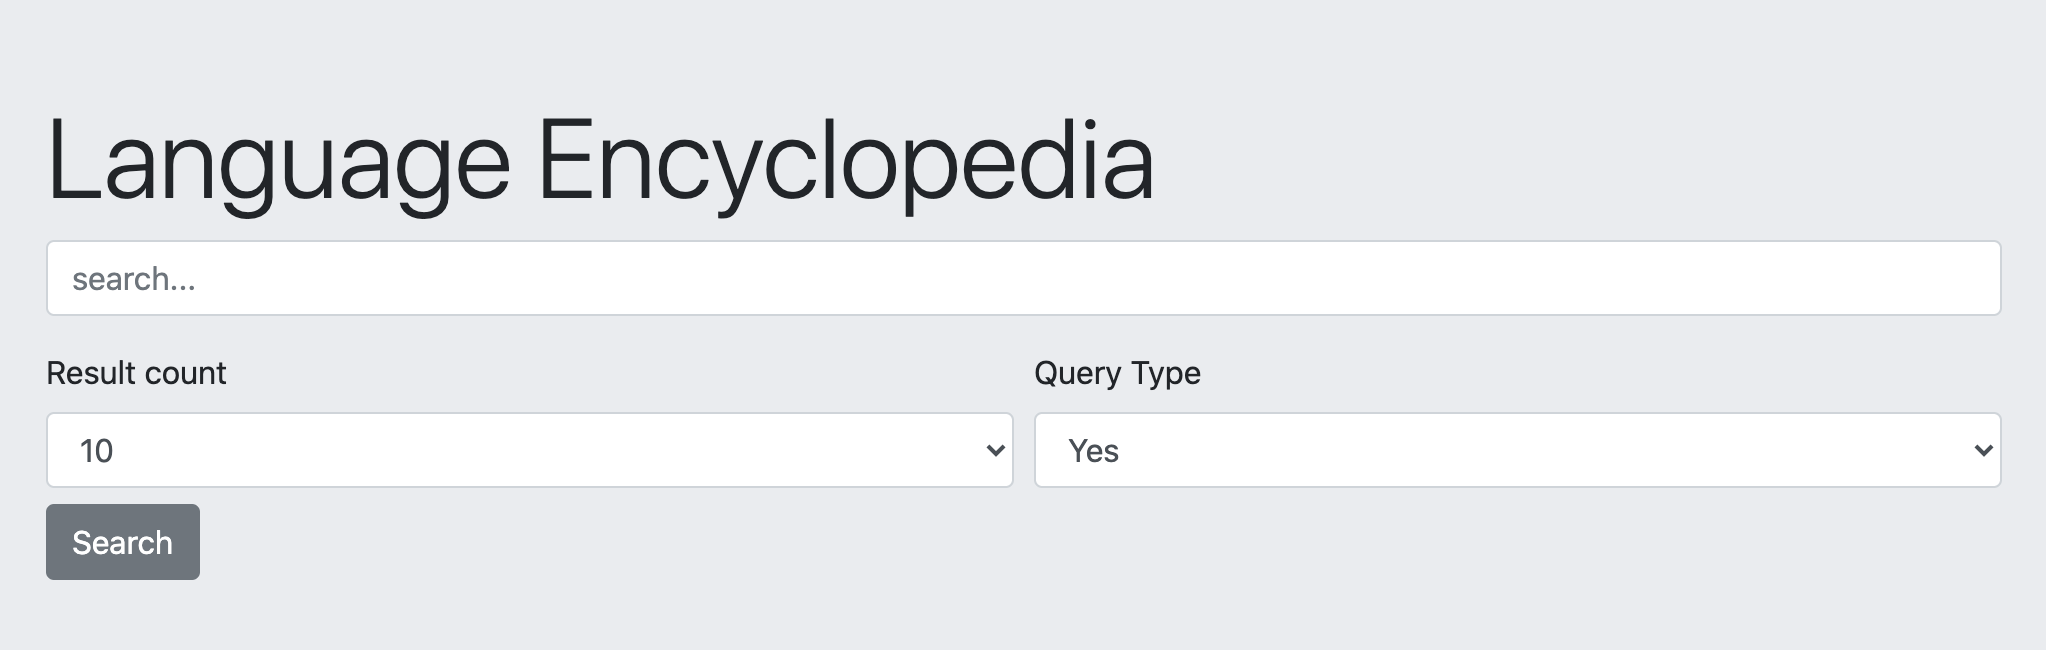 Language Encyclopedia
search...
Result count
Query Type
10
Yes
Search